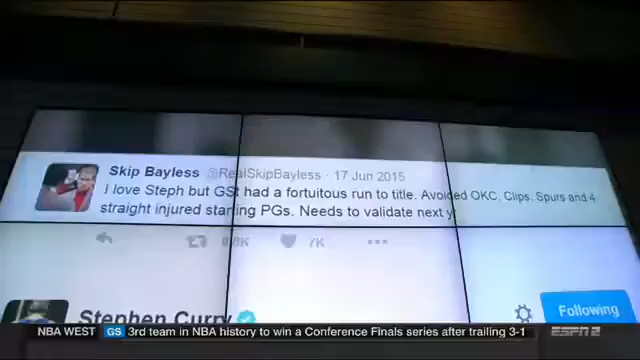 Skip Bayless @RealSkipBayless · 17 Jun 2015
I love Steph but GSt had a fortuitous run to title. Avoided OKC, Clips, Spurs and 4
straight injured starting PGs. Needs to validate next y
7K
Stephen Curry
Following
NBA WEST GS 3rd team in NBA history to win a Conference Finals series after trailing 3-1
ESPN2